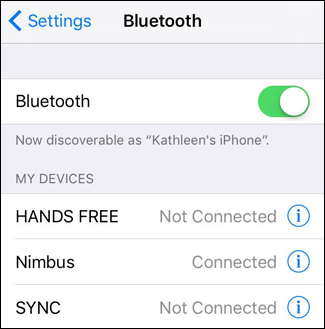 Settings Bluetooth
Bluetooth
Now discoverable as “Kathleen's iPhone”.
MY DEVICES
HANDS FREE Not Connected
Nimbus Connected
SYNC Not Connected